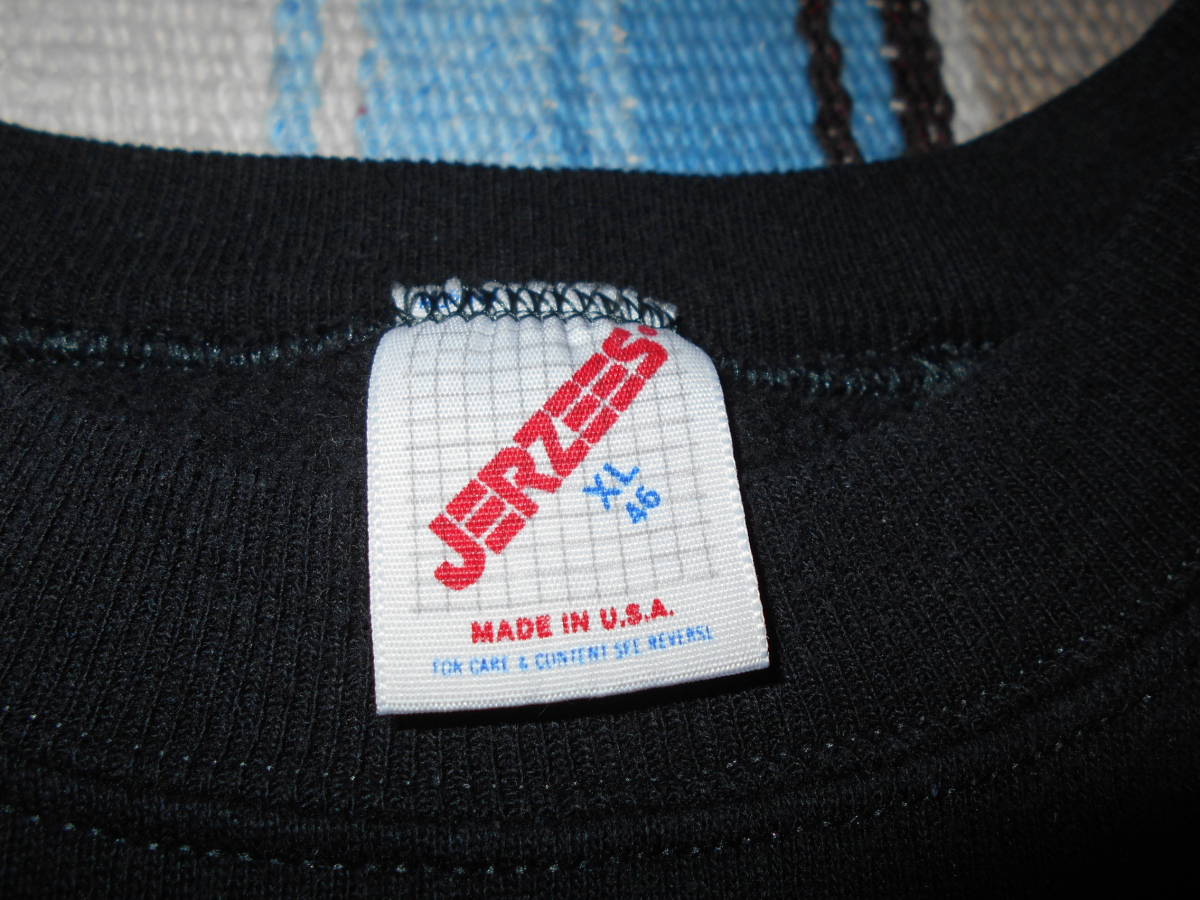 JERZEES
XL
46
MADE IN U.S.A.
FOR CARE & CONTENT SEE REVERSE